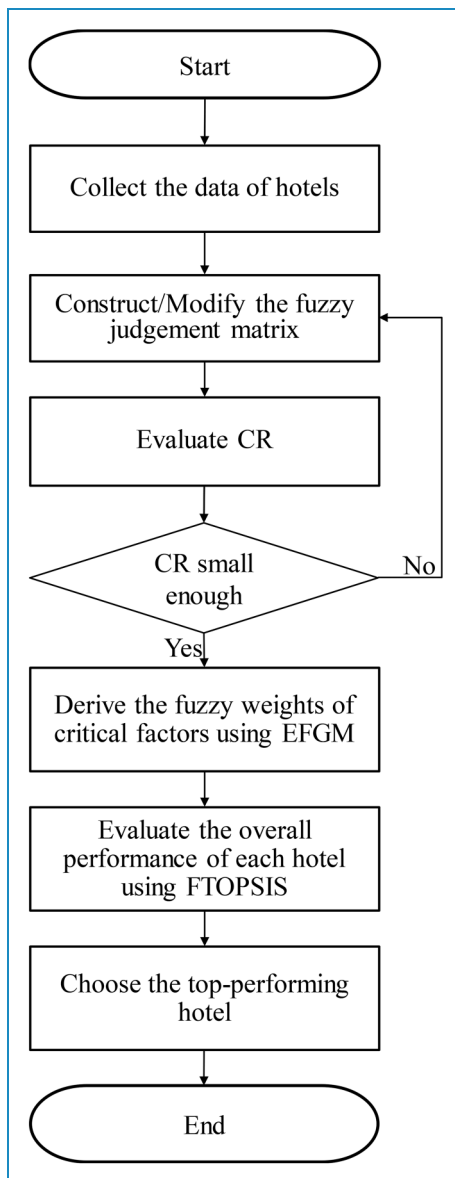 Start
Collect the data of hotels
Construct/Modify the fuzzy
judgement matrix
Evaluate CR
CR small
enough
No
Yes
Derive the fuzzy weights of
critical factors using EFGM
Evaluate the overall
performance of each hotel
using FTOPSIS
Choose the top-performing
hotel
End